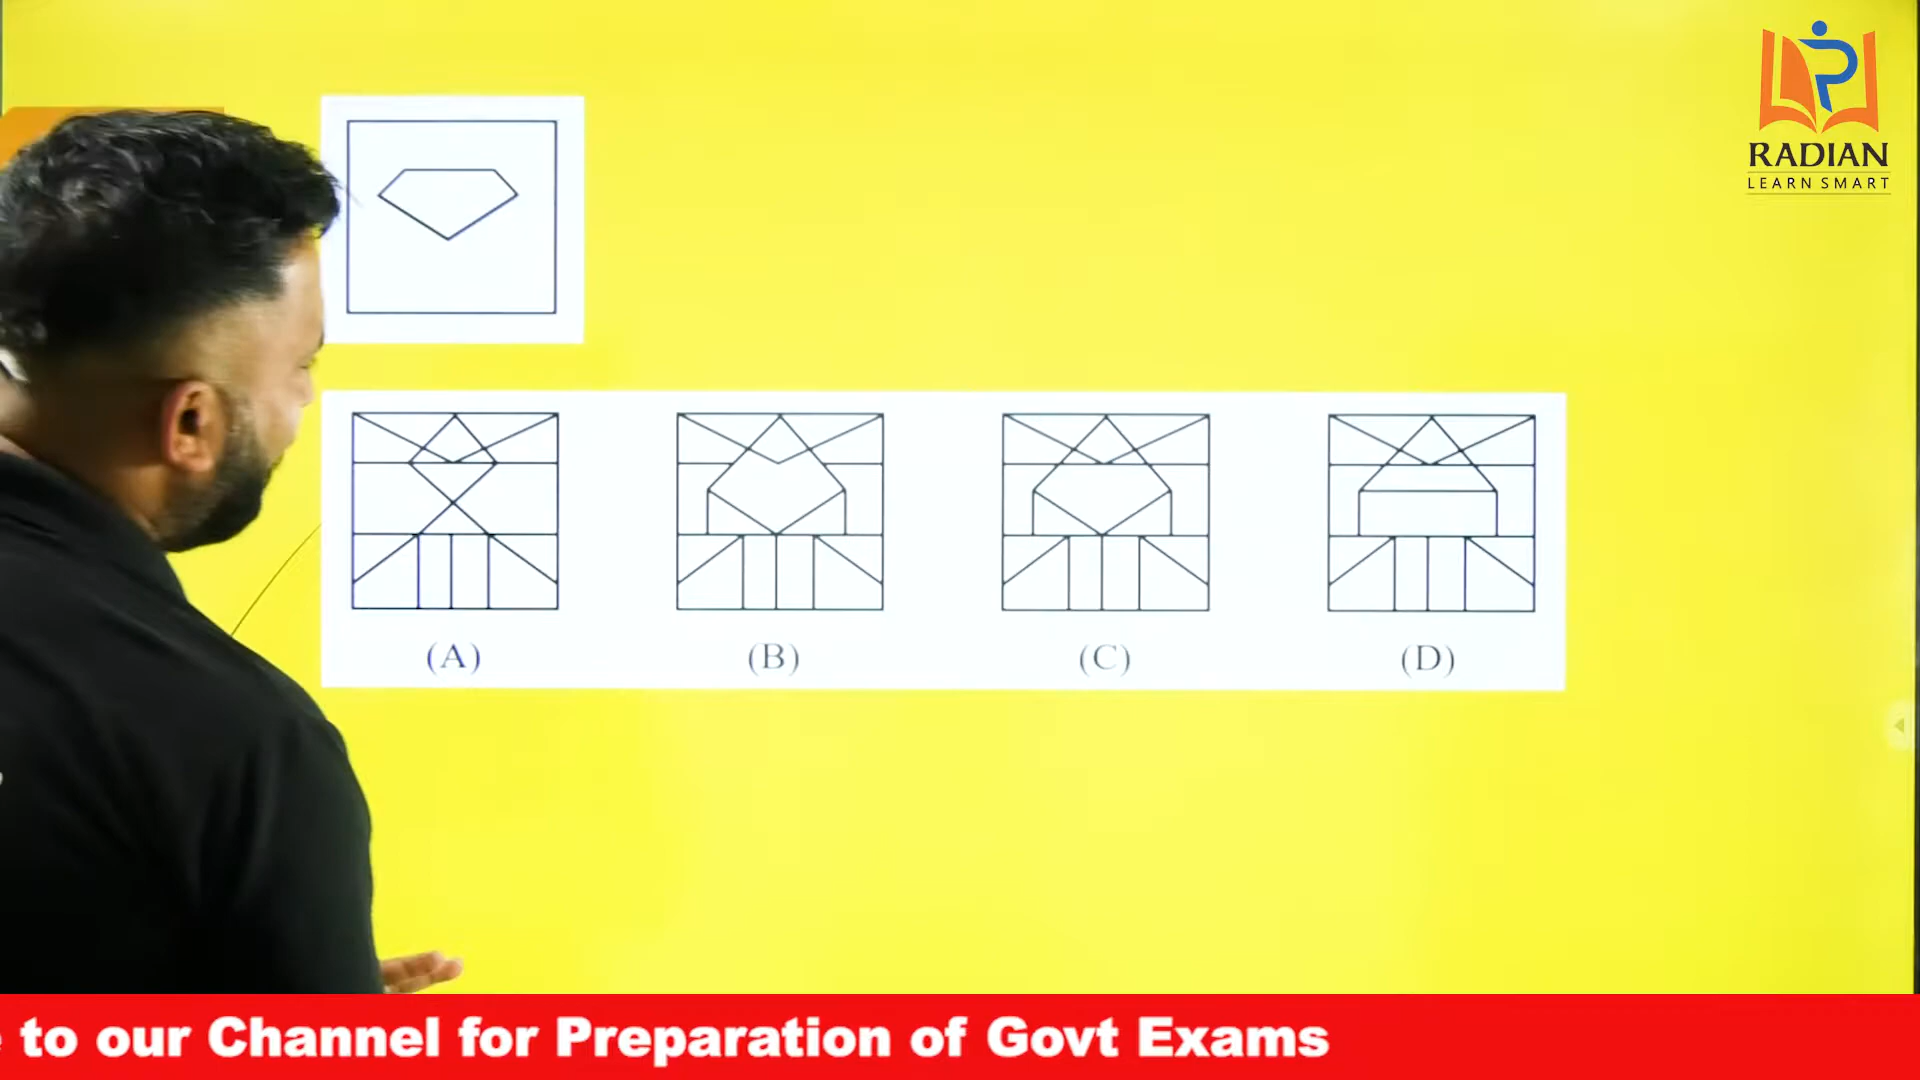 RADIAN
LEARN SMART
(A)
(B)
(C)
(D)
to our Channel for Preparation of Govt Exams